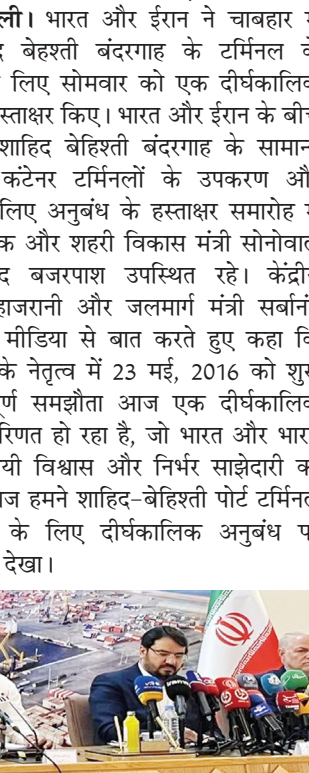 ली। भारत और ईरान ने चाबहार
बेहश्ती बंदरगाह के टर्मिनल
लिए सोमवार को एक दीर्घकालिक
स्ताक्षर किए। भारत और ईरान के बीच
शाहिद बेहिश्ती बंदरगाह के सामान
कंटेनर टर्मिनलों के उपकरण
लिए अनुबंध के हस्ताक्षर समारोह
क और शहरी विकास मंत्री सोनोवाल
द बजरपाश उपस्थित रहे। केंद्रीय
हाजरानी और जलमार्ग मंत्री सर्बानं
मीडिया से बात करते हुए कहा
के नेतृत्व में 23 मई, 2016 को शुरू
पूर्ण समझौता आज एक दीर्घकालिक
रिणत हो रहा है, जो भारत और भार
यी विश्वास और निर्भर साझेदारी
ज हमने शाहिद-बेहिश्ती पोर्ट टर्मिनल
के लिए दीर्घकालिक अनुबंध
देखा।